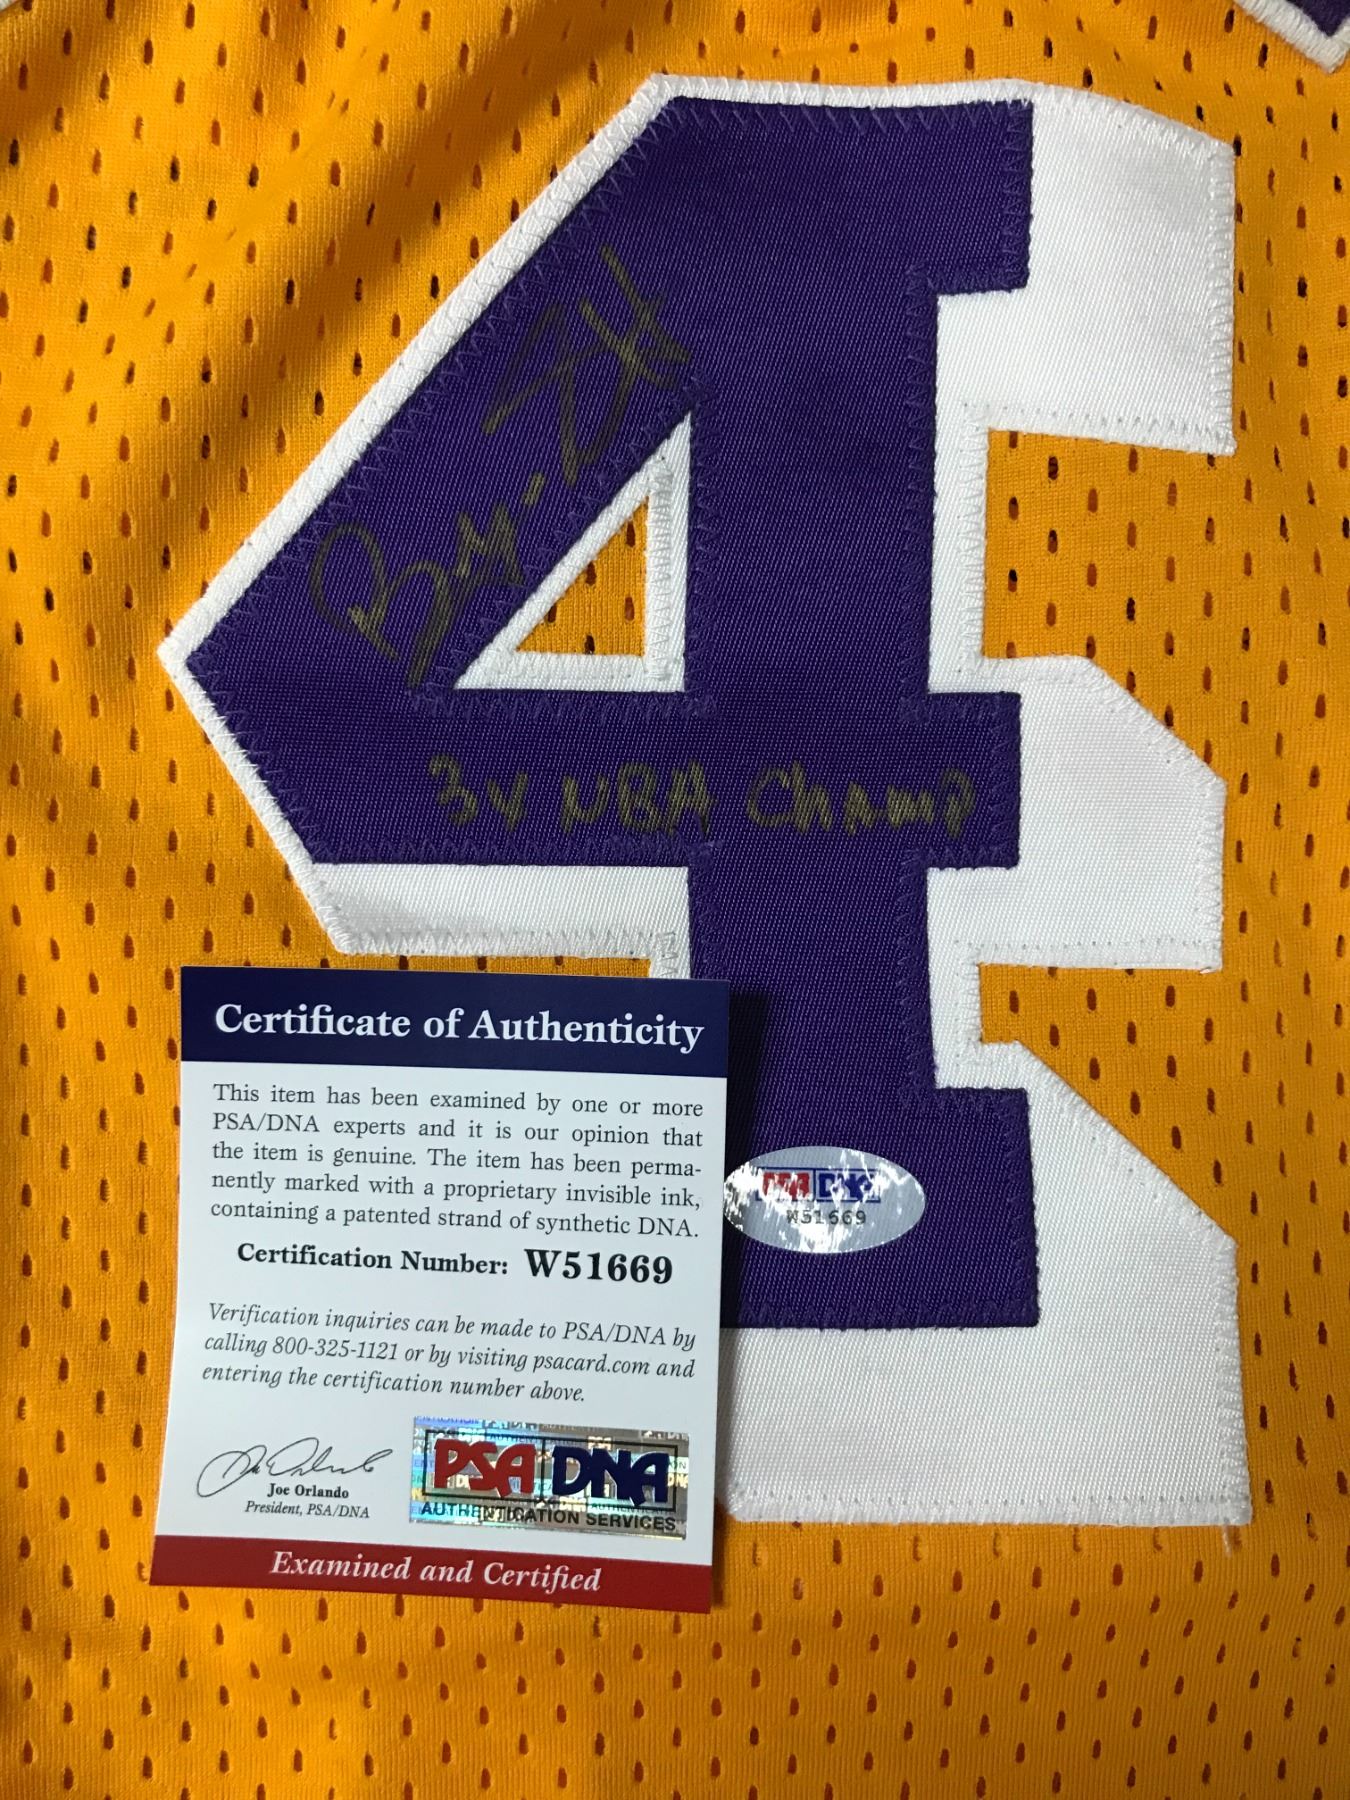 4
3x NBA Champ
Certificate of Authenticity
This item has been examined by one or more
PSA/DNA experts and it is our opinion that
the item is genuine. The item has been perma-
nently marked with a proprietary invisible ink,
containing a patented strand of synthetic DNA.
Certification Number: W51669
Verification inquiries can be made to PSA/DNA by
calling 800-325-1121 or by visiting psacard.com and
entering the certification number above.
Joe Orlando
President, PSA/DNA
PSA DNA
AUTHENTICATION SERVICES
Examined and Certified
PSA DNA
W51669